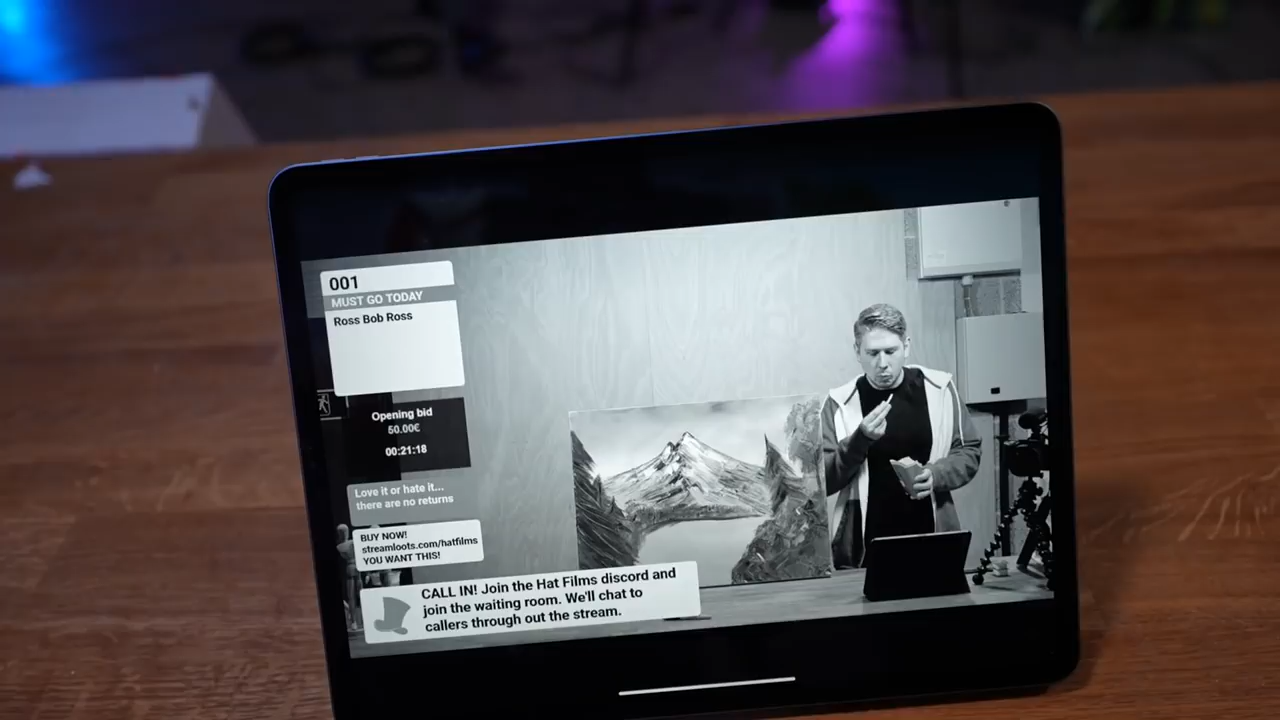 001
MUST GO TODAY
Ross Bob Ross
Opening bid
50.00€
00:21:18
Love it or hate it...
there are no returns
BUY NOW!
streamloots.com/hatfilms
YOU WANT THIS!
CALL IN! Join the Hat Films discord and
join the waiting room. We'll chat to
callers through out the stream.